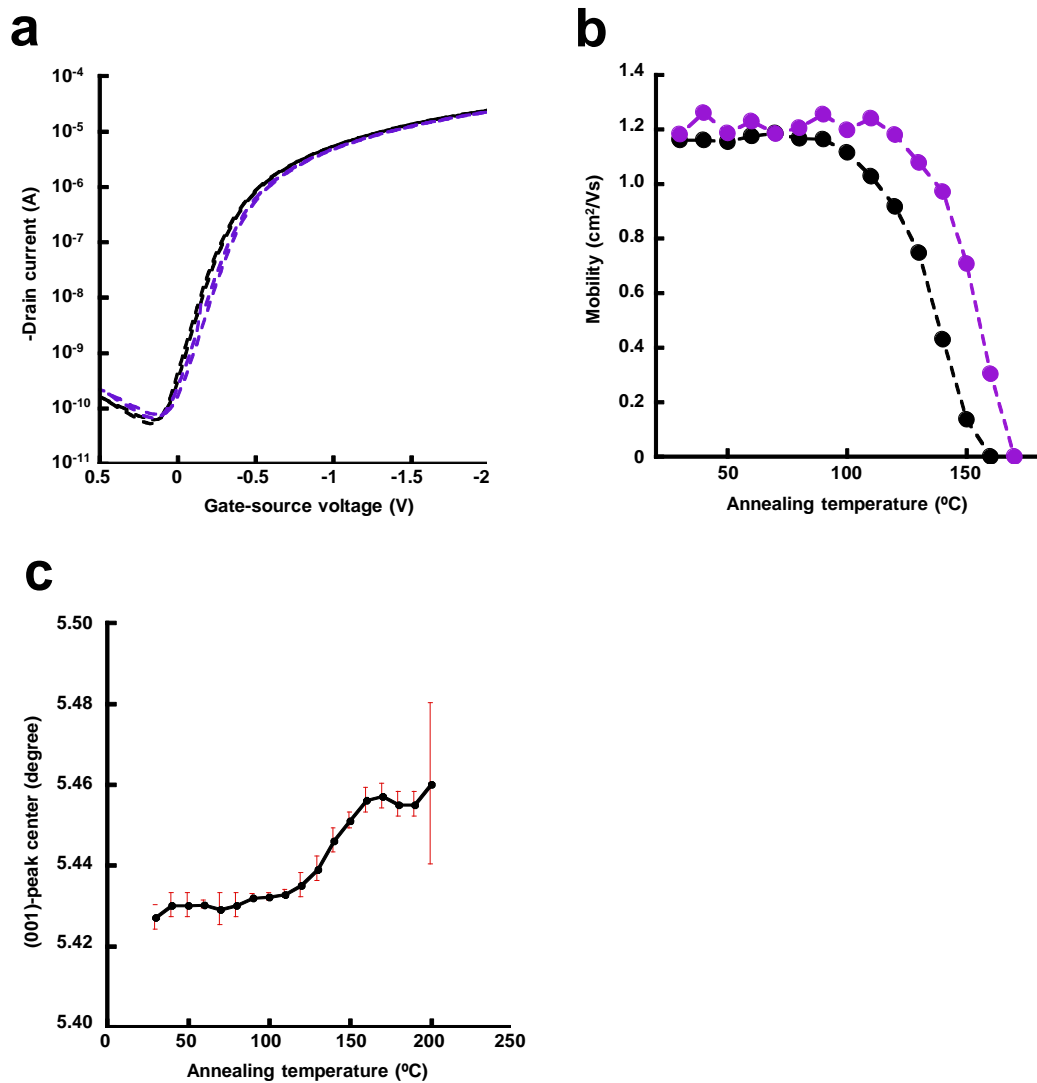 a
-Drain current (A)
10⁻⁴
10⁻⁵
10⁻⁶
10⁻⁷
10⁻⁸
10⁻⁹
10⁻¹⁰
10⁻¹¹
0.5 0 -0.5 -1 -1.5 -2
Gate-source voltage (V)
b
Mobility (cm²/Vs)
1.4
1.2
1.0
0.8
0.6
0.4
0.2
0
50 100 150
Annealing temperature (ºC)
c
(001)-peak center (degree)
5.50
5.48
5.46
5.44
5.42
5.40
0 50 100 150 200 250
Annealing temperature (ºC)